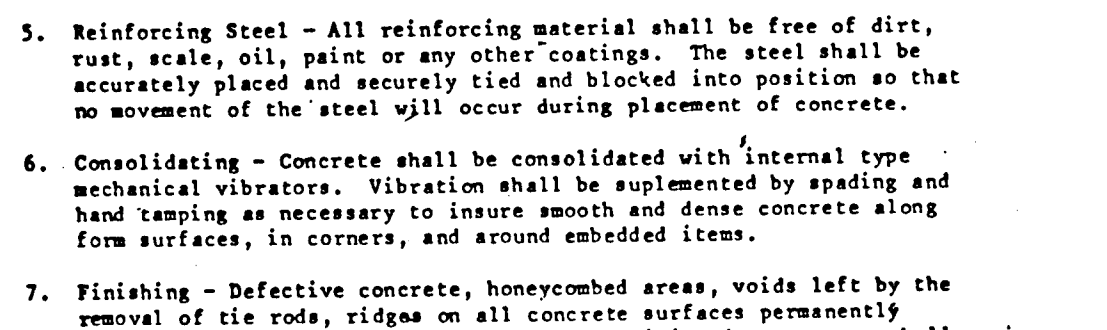 5. Reinforcing Steel - All reinforcing material shall be free of dirt,
rust, scale, oil, paint or any other coatings. The steel shall be
accurately placed and securely tied and blocked into position so that
no movement of the steel will occur during placement of concrete.
6. Consolidating - Concrete shall be consolidated with internal type
mechanical vibrators. Vibration shall be suplemented by spading and
hand tamping as necessary to insure smooth and dense concrete along
form surfaces, in corners, and around embedded items.
7. Finishing - Defective concrete, honeycombed areas, voids left by the
removal of tie rods, ridges on all concrete surfaces permanently